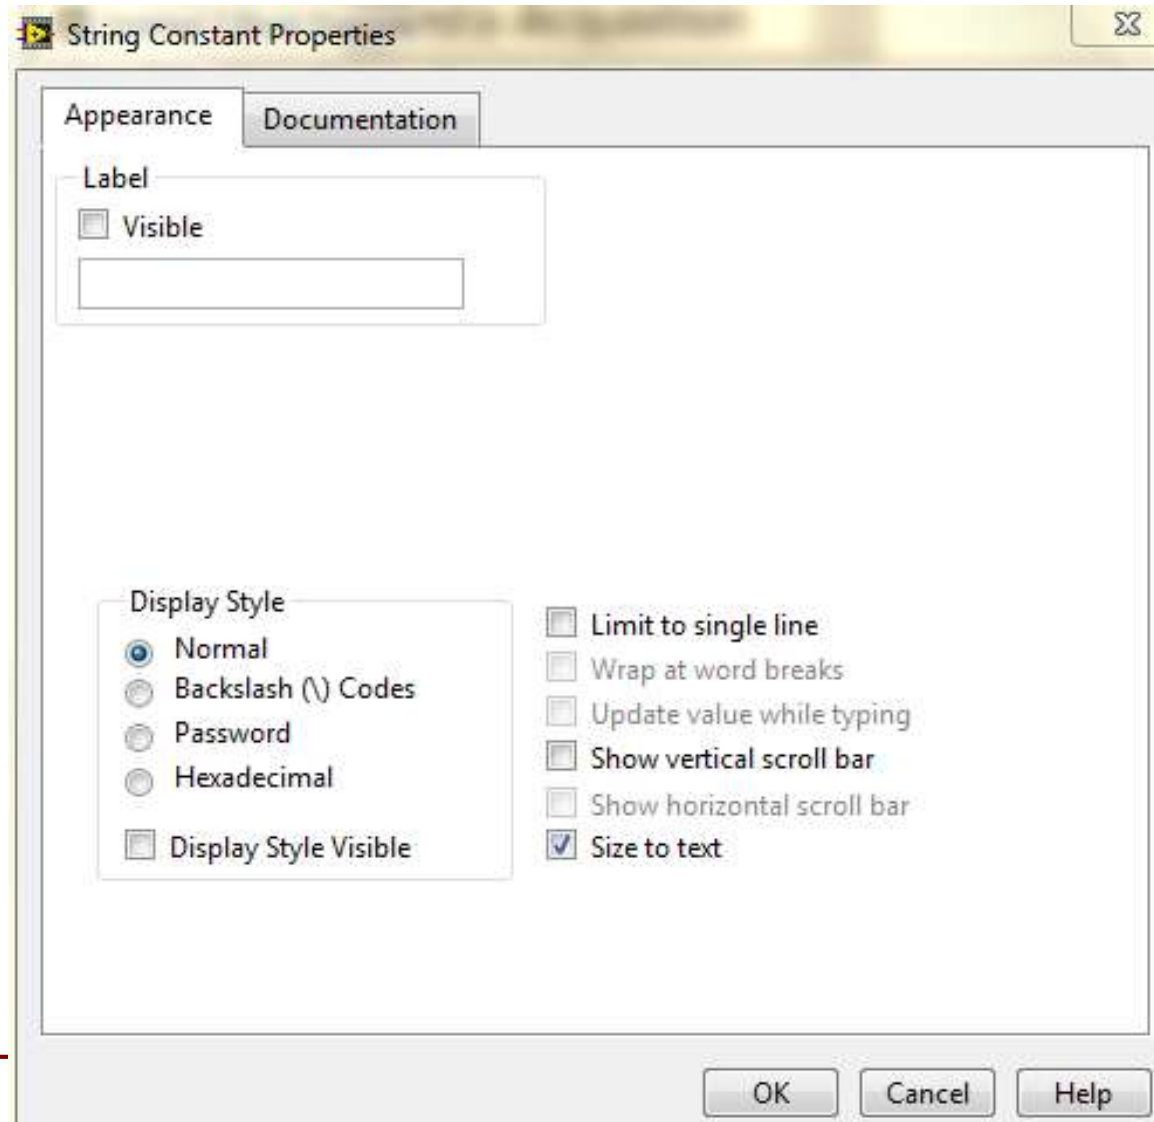 String Constant Properties
Appearance
Documentation
Label
Visible
Display Style
Normal
Backslash (\) Codes
Password
Hexadecimal
Display Style Visible
Limit to single line
Wrap at word breaks
Update value while typing
Show vertical scroll bar
Show horizontal scroll bar
Size to text
OK
Cancel
Help